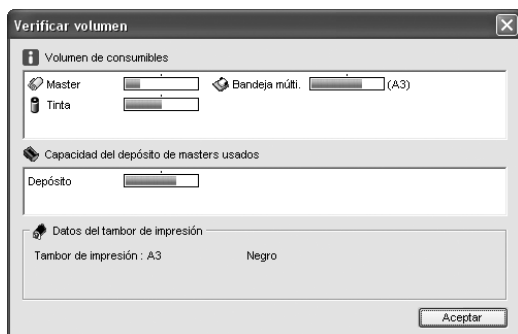 Verificar volumen
Volumen de consumibles
Master
Bandeja múlti. (A3)
Tinta
Capacidad del depósito de masters usados
Depósito
Datos del tambor de impresión
Tambor de impresión : A3 Negro
Aceptar